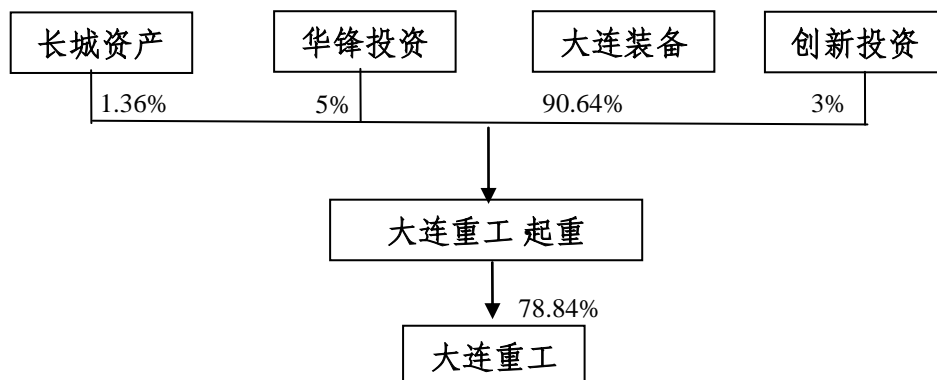 长城资产 华锋投资 大连装备 创新投资
1.36% 5% 90.64% 3%
大连重工·起重
78.84%
大连重工